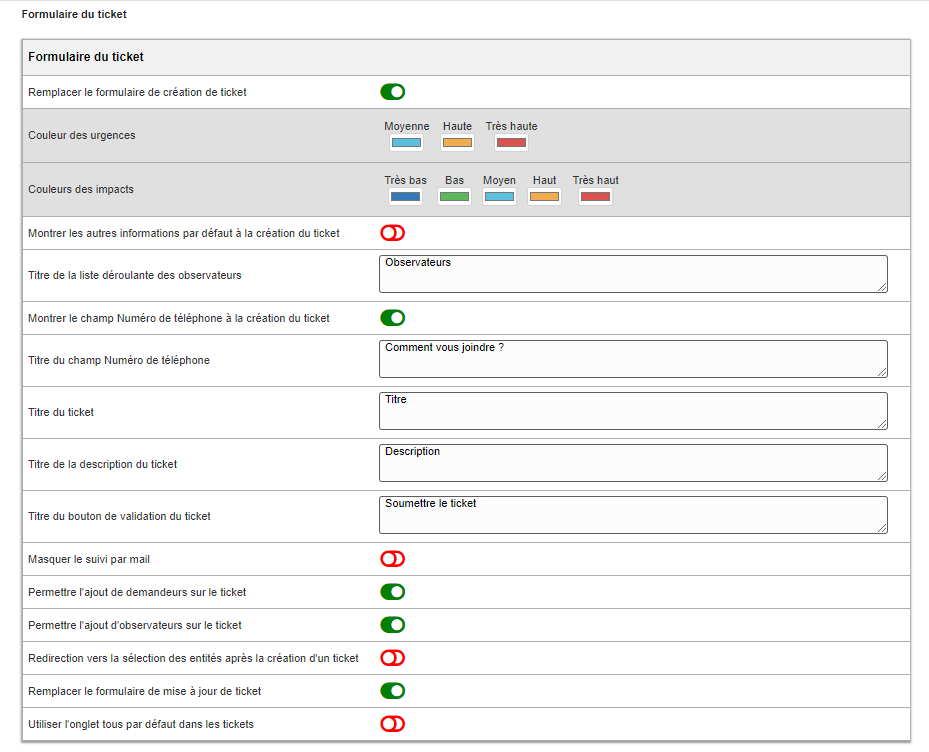 Formulaire du ticket
Formulaire du ticket
Remplacer le formulaire de création de ticket
Couleur des urgences
Moyenne Haute Très haute
Couleurs des impacts
Très bas Bas Moyen Haut Très haut
Montrer les autres informations par défaut à la création du ticket
Titre de la liste déroulante des observateurs
Observateurs
Montrer le champ Numéro de téléphone à la création du ticket
Titre du champ Numéro de téléphone
Comment vous joindre ?
Titre du ticket
Titre
Titre de la description du ticket
Description
Titre du bouton de validation du ticket
Soumettre le ticket
Masquer le suivi par mail
Permettre l'ajout de demandeurs sur le ticket
Permettre l'ajout d'observateurs sur le ticket
Redirection vers la sélection des entités après la création d'un ticket
Remplacer le formulaire de mise à jour de ticket
Utiliser l'onglet tous par défaut dans les tickets